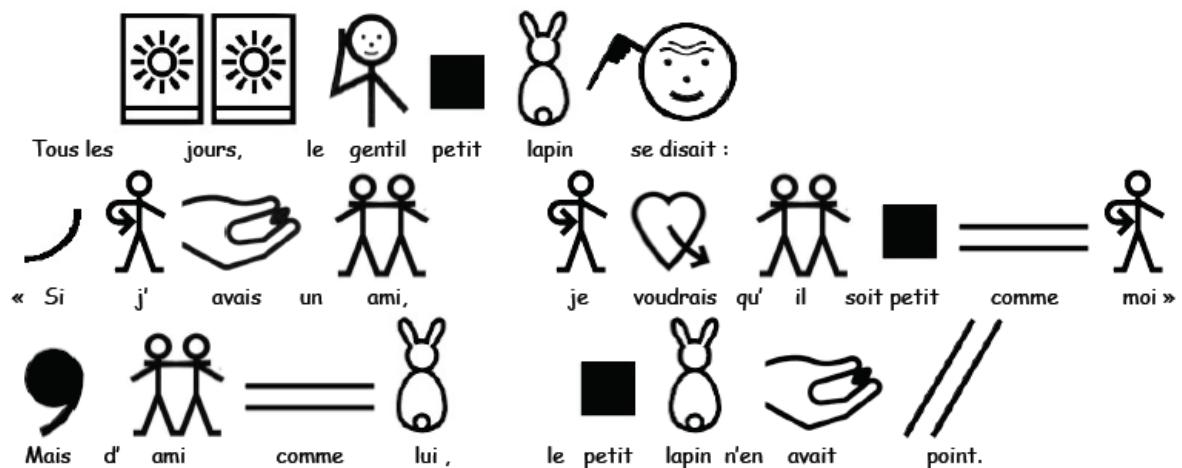 Tous les jours, le gentil petit lapin se disait :
« Si j' avais un ami, je voudrais qu' il soit petit comme moi »
Mais d' ami comme lui , le petit lapin n'en avait point.